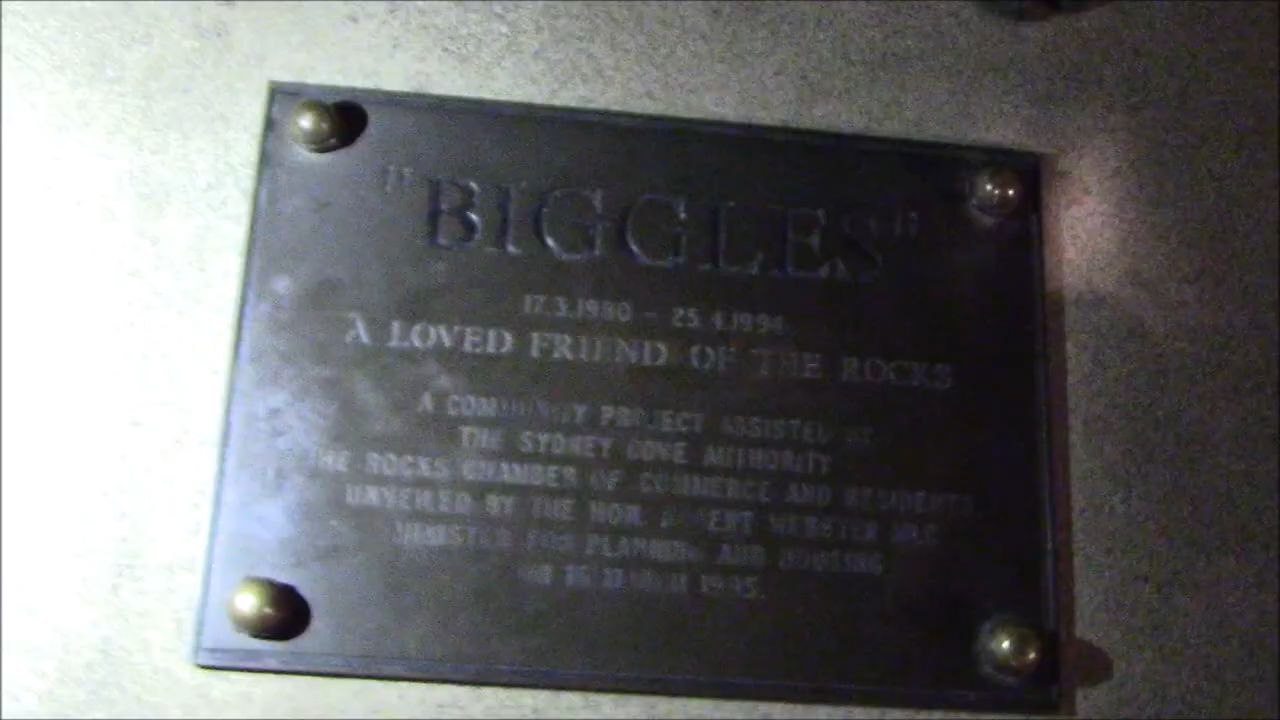 "BIGGLES"
17.3.1980 - 25.4.1994
A LOVED FRIEND OF THE ROCKS
A COMMUNITY PROJECT ASSISTED BY
THE SYDNEY COVE AUTHORITY
THE ROCKS CHAMBER OF COMMERCE AND RESIDENTS.
UNVEILED BY THE HON. WEBSTER
MINISTER FOR PLANNING AND HOUSING
1995.